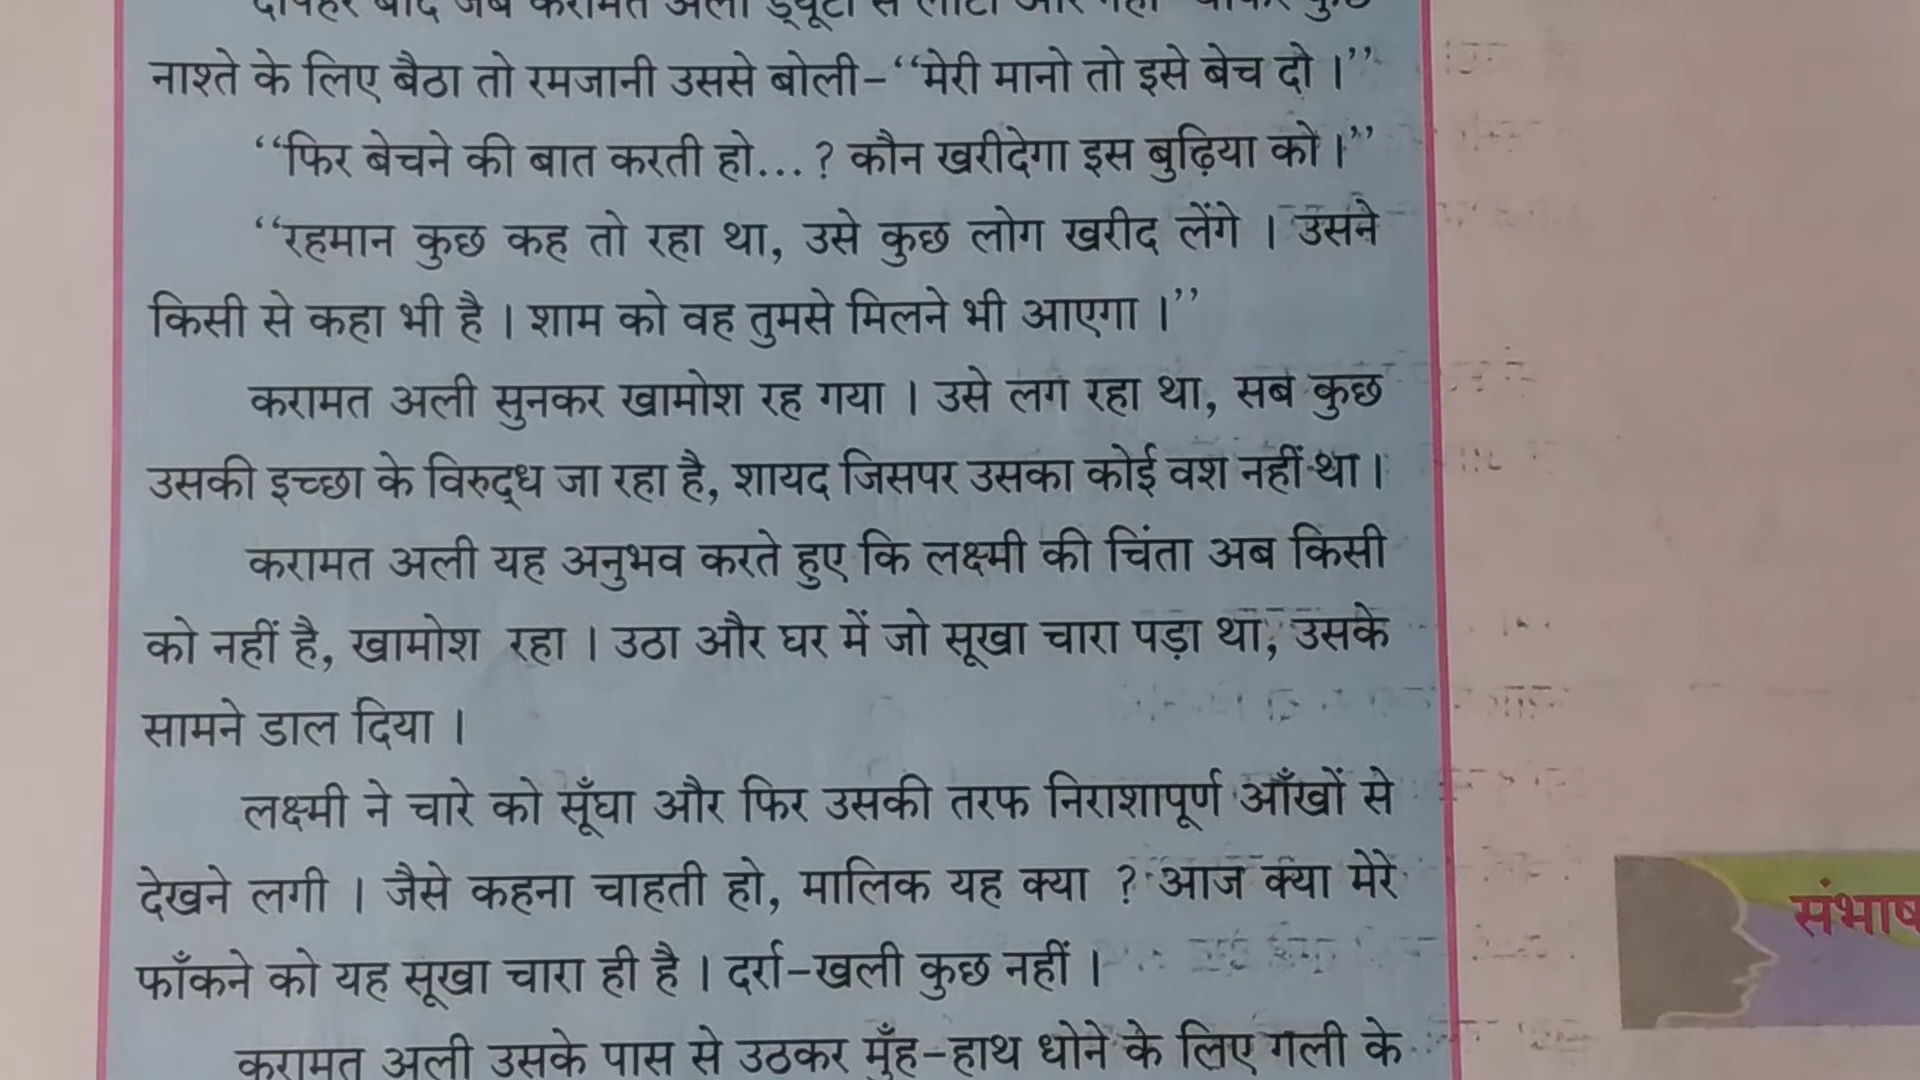 नाश्ते के लिए बैठा तो रमजानी उससे बोली-‘‘मेरी मानो तो इसे बेच दो ।’’
‘‘फिर बेचने की बात करती हो...? कौन खरीदेगा इस बुढ़िया को ।’’
‘‘रहमान कुछ कह तो रहा था, उसे कुछ लोग खरीद लेंगे । उसने
किसी से कहा भी है । शाम को वह तुमसे मिलने भी आएगा ।’’
करामत अली सुनकर खामोश रह गया । उसे लग रहा था, सब कुछ
उसकी इच्छा के विरुद्ध जा रहा है, शायद जिसपर उसका कोई वश नहीं था ।
करामत अली यह अनुभव करते हुए कि लक्ष्मी की चिंता अब किसी
को नहीं है, खामोश रहा । उठा और घर में जो सूखा चारा पड़ा था, उसके
सामने डाल दिया ।
लक्ष्मी ने चारे को सूँघा और फिर उसकी तरफ निराशापूर्ण आँखों से
देखने लगी । जैसे कहना चाहती हो, मालिक यह क्या ? आज क्या मेरे
फाँकने को यह सूखा चारा ही है । दर्रा-खली कुछ नहीं ।
करामत अली उसके पास से उठकर मुँह-हाथ धोने के लिए गली के